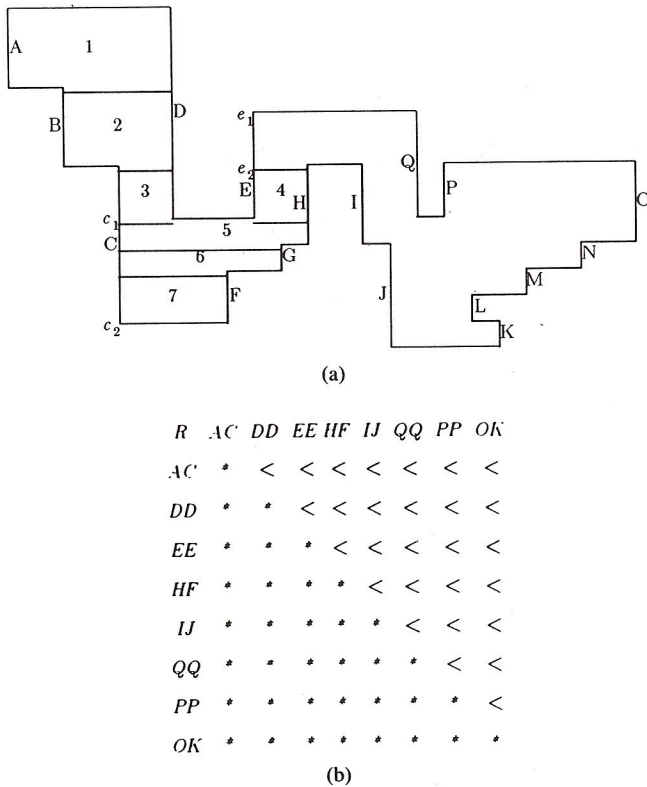 A 1
e₁
B 2 D
Q
P
e₂
3 E 4 H I O
c₁
5
C 6 G N
M
7 F J L
c₂ K
(a)
R AC DD EE HF IJ QQ PP OK
AC * < < < < < < <
DD * * < < < < < <
EE * * * < < < < <
HF * * * * < < < <
IJ * * * * * < < <
QQ * * * * * * < <
PP * * * * * * * <
OK * * * * * * * *
(b)